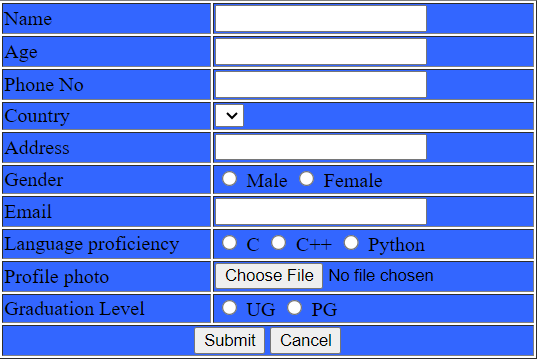 Name
Age
Phone No
Country
Address
Gender Male Female
Email
Language proficiency C C++ Python
Profile photo Choose File No file chosen
Graduation Level UG PG
Submit Cancel